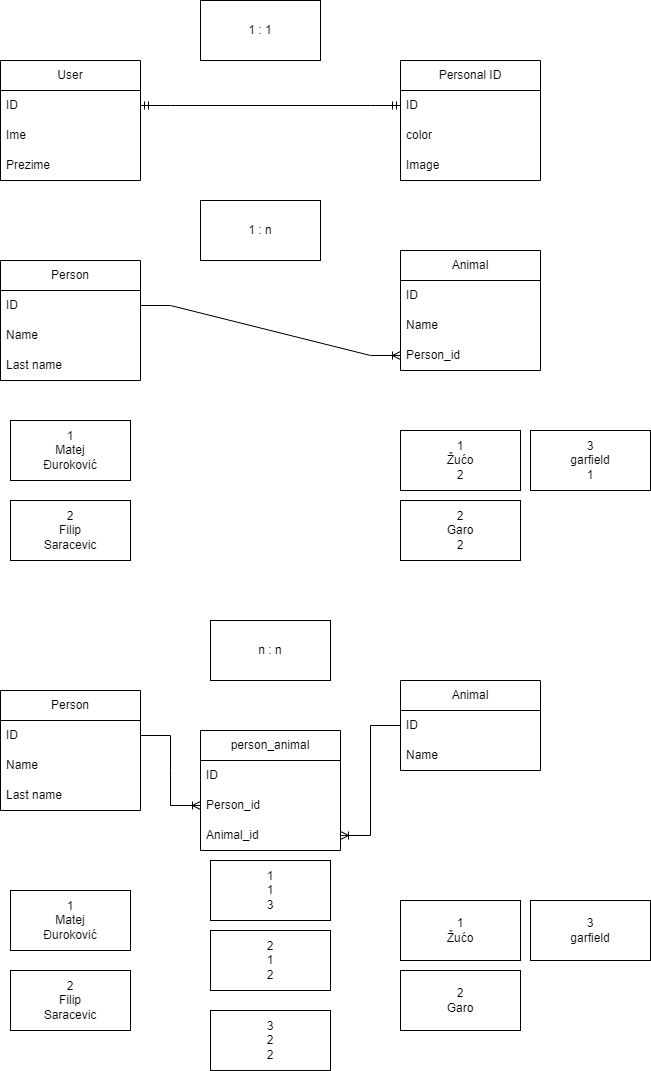 1 : 1
User
ID
Ime
Prezime
Personal ID
ID
color
Image
1 : n
Person
ID
Name
Last name
Animal
ID
Name
Person_id
1
Matej
Đuroković
2
Filip
Saracevic
1
Žućo
2
3
garfield
1
2
Garo
2
n : n
Person
ID
Name
Last name
person_animal
ID
Person_id
Animal_id
Animal
ID
Name
1
Matej
Đuroković
2
Filip
Saracevic
1
1
3
2
1
2
3
2
2
1
Žućo
3
garfield
2
Garo